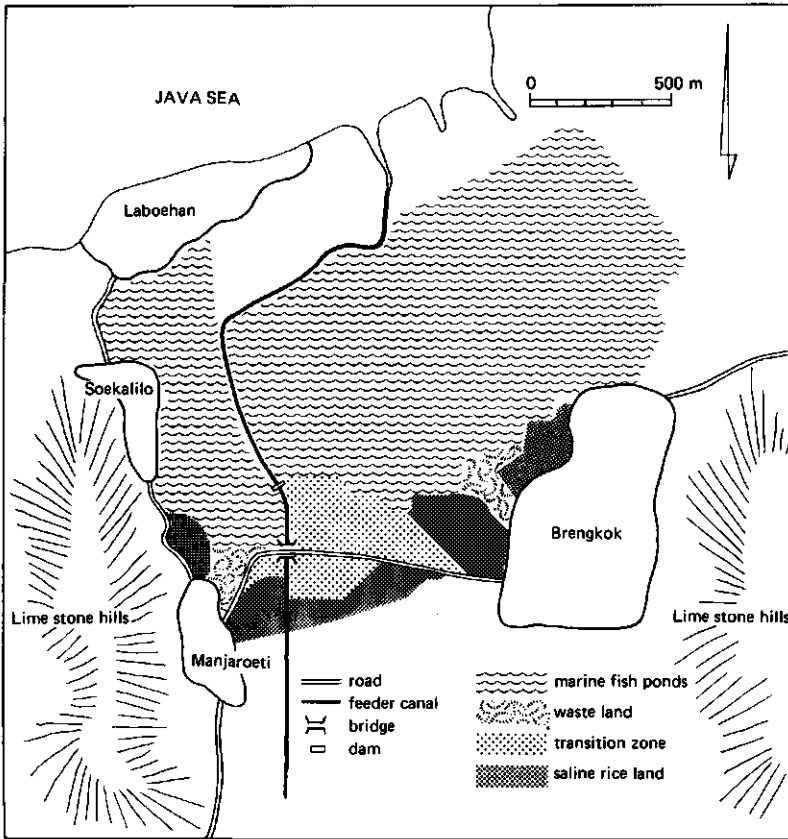 JAVA SEA
0 500 m
Laboehan
Soekalilo
Brengkok
Lime stone hills
Lime stone hills
Manjaroeti
road
feeder canal
bridge
dam
marine fish ponds
waste land
transition zone
saline rice land